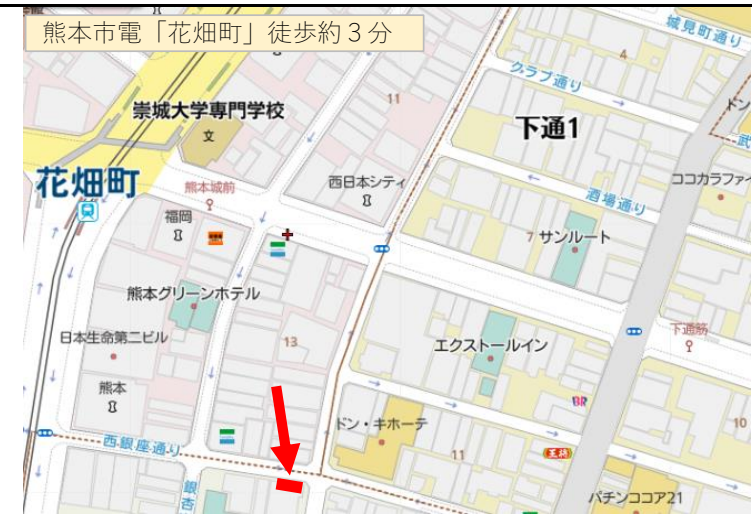 熊本市電「花畑町」徒歩約３分
城見町通り
4
クラブ通り
11
崇城大学専門学校
文
下通1
花畑町
熊本城前
西日本シティ
ココカラファイ
酒場通り
福岡
7
サンルート
熊本グリーンホテル
下通筋
日本生命第二ビル
13
エクストールイン
熊本
BR
ドン・キホーテ
10
西銀座通り
11
王将
銀杏
パチンココア21